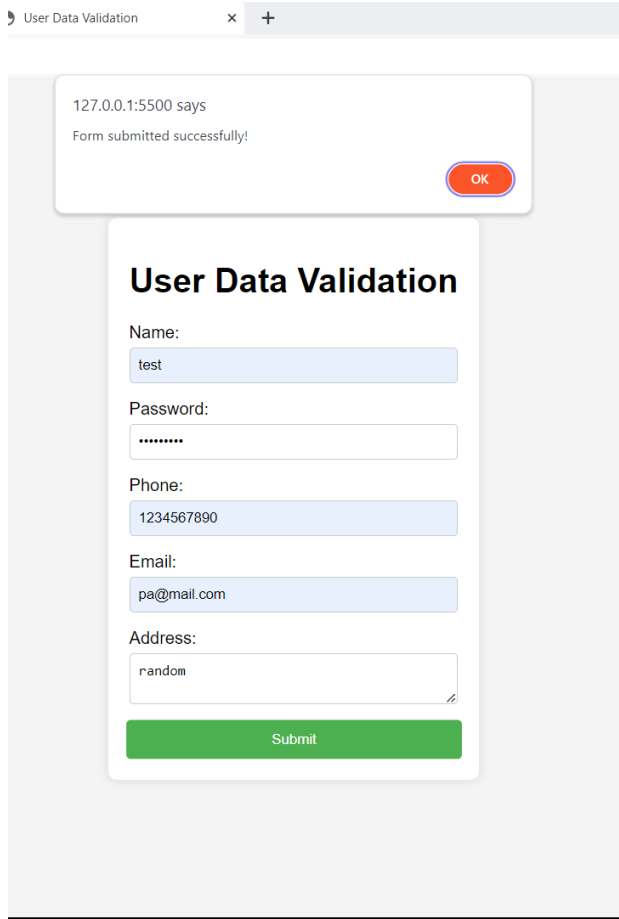 User Data Validation
127.0.0.1:5500 says
Form submitted successfully!
OK
User Data Validation
Name:
test
Password:
•••••••••
Phone:
1234567890
Email:
pa@mail.com
Address:
random
Submit